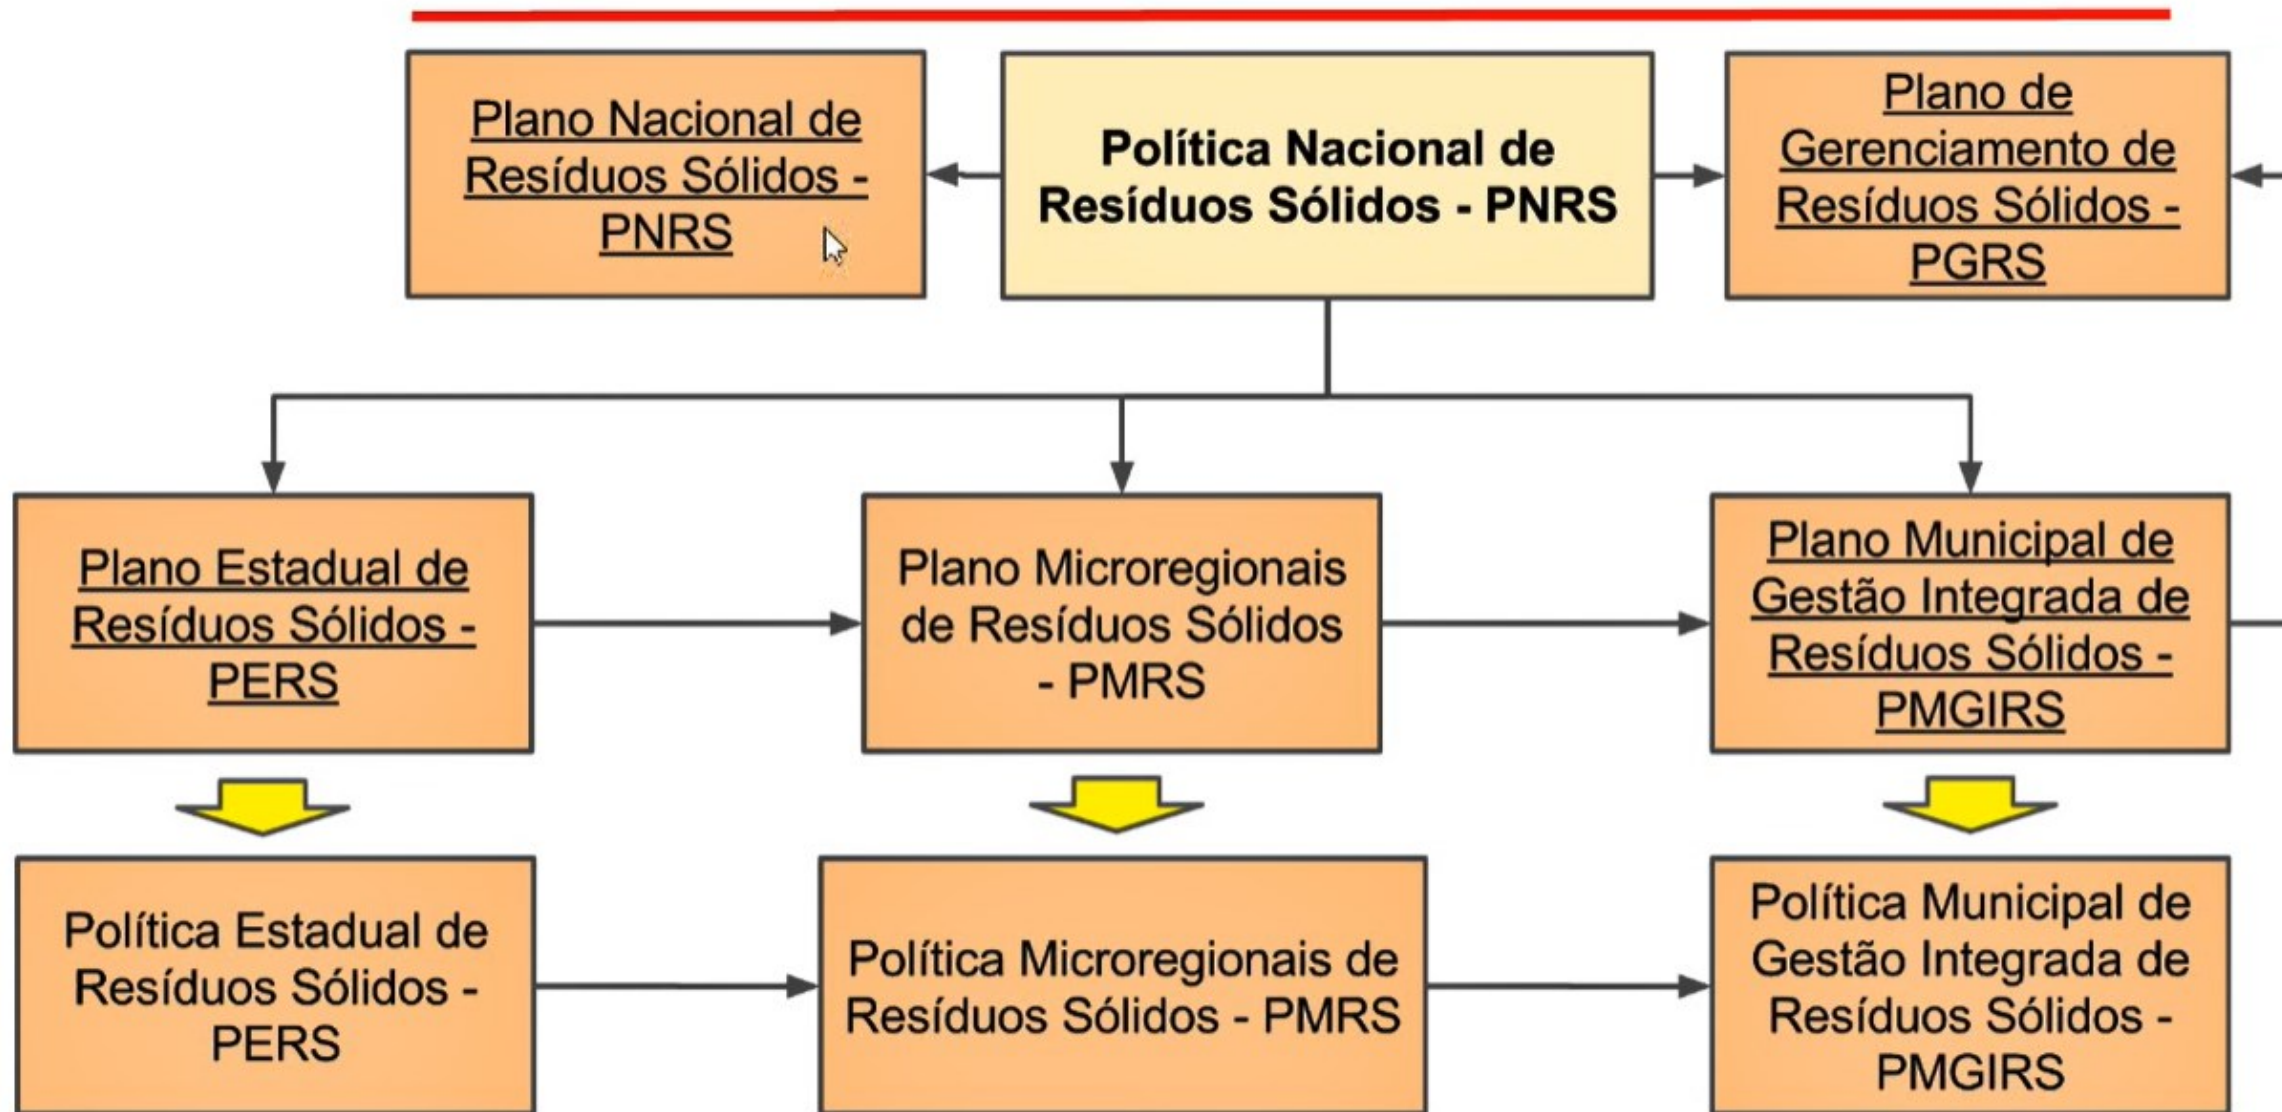 Plano Nacional de
Resíduos Sólidos -
PNRS
Política Nacional de
Resíduos Sólidos - PNRS
Plano de
Gerenciamento de
Resíduos Sólidos -
PGRS
Plano Estadual de
Resíduos Sólidos -
PERS
Plano Microregionais
de Resíduos Sólidos
- PMRS
Plano Municipal de
Gestão Integrada de
Resíduos Sólidos -
PMGIRS
Política Estadual de
Resíduos Sólidos -
PERS
Política Microregionais de
Resíduos Sólidos - PMRS
Política Municipal de
Gestão Integrada de
Resíduos Sólidos -
PMGIRS